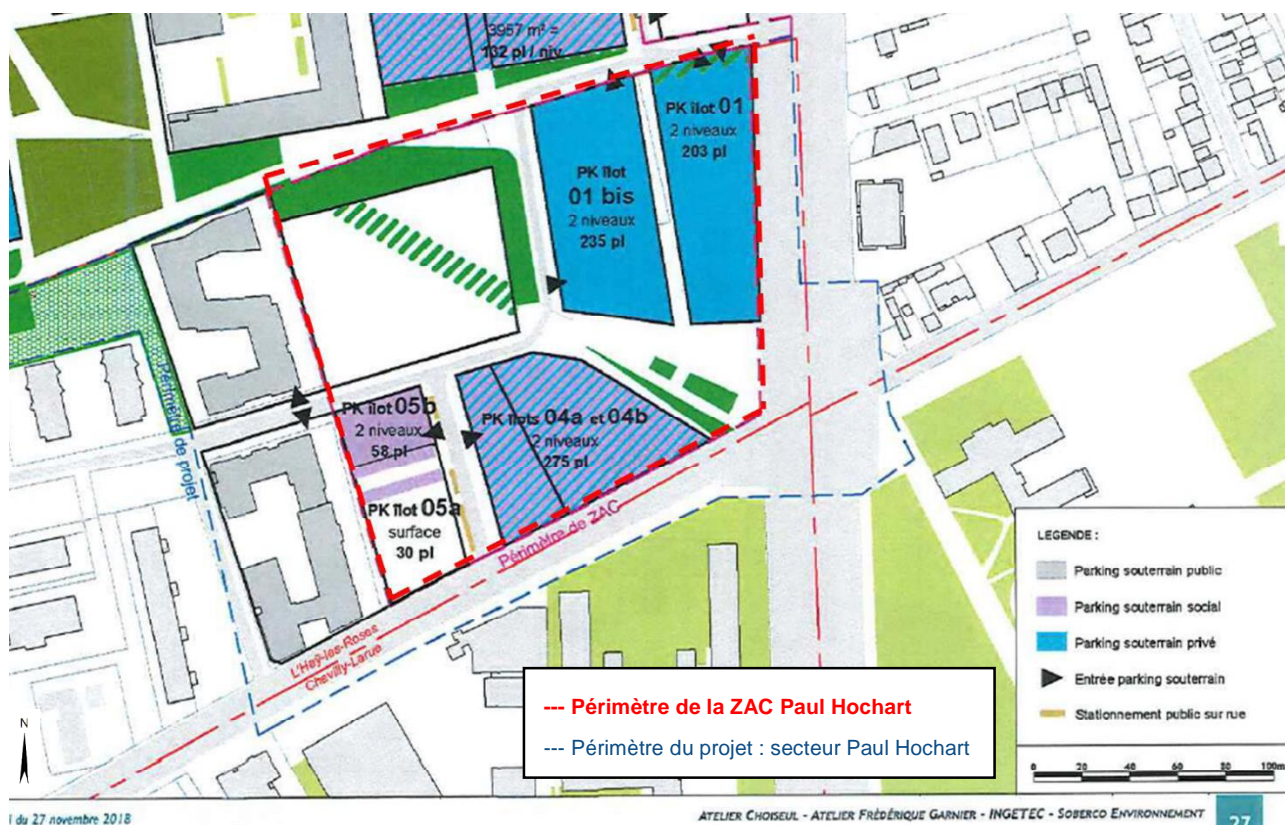 3957 m² =
132 pl / niv.
PK îlot 01
2 niveaux
203 pl
PK îlot
01 bis
2 niveaux
235 pl
PK îlot 05b
2 niveaux
58 pl
PK îlots 04a et 04b
2 niveaux
275 pl
PK îlot 05a
surface
30 pl
Périmètre de projet
Périmètre de ZAC
L'Haÿ-les-Roses
Chevilly-Larue
LEGENDE :
Parking souterrain public
Parking souterrain social
Parking souterrain privé
Entrée parking souterrain
Stationnement public sur rue
--- Périmètre de la ZAC Paul Hochart
--- Périmètre du projet : secteur Paul Hochart
N
0 20 40 60 80 100m
du 27 novembre 2018
ATELIER CHOISEUL - ATELIER FRÉDÉRIQUE GARNIER - INGETEC - SOBERCO ENVIRONNEMENT
27